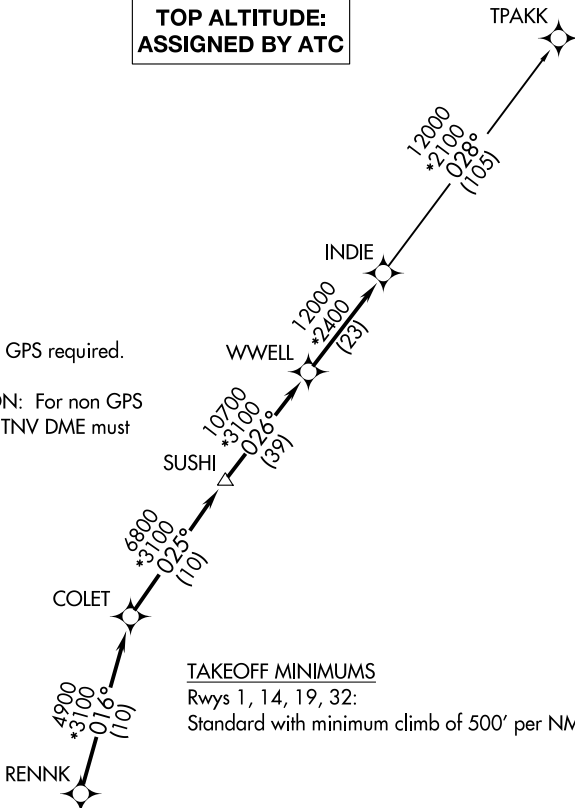 TOP ALTITUDE:
ASSIGNED BY ATC
TPAKK
12000
*2100
028°
(105)
INDIE
12000
*2400
(23)
GPS required.
WWELL
N: For non GPS
TNV DME must
10700
*3100
026°
(39)
SUSHI
6800
*3100
025°
(10)
COLET
TAKEOFF MINIMUMS
Rwys 1, 14, 19, 32:
Standard with minimum climb of 500' per NM
4900
*3100
016°
(10)
RENNK